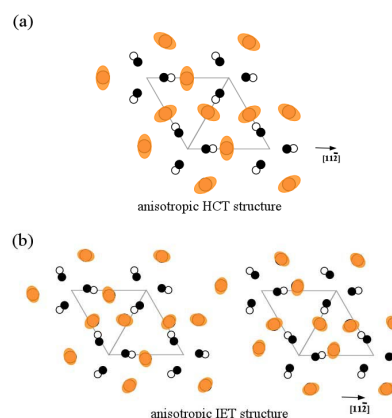 (a)
[112̄]
anisotropic HCT structure
(b)
[112̄]
anisotropic IET structure